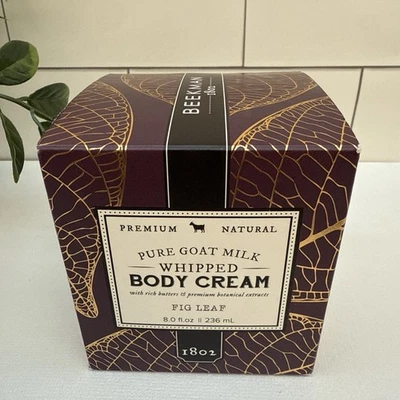 BEEKMAN
1802
PREMIUM NATURAL
PURE GOAT MILK
WHIPPED
BODY CREAM
with rich butters & premium botanical extracts
FIG LEAF
8.0 fl.oz || 236 mL
1802